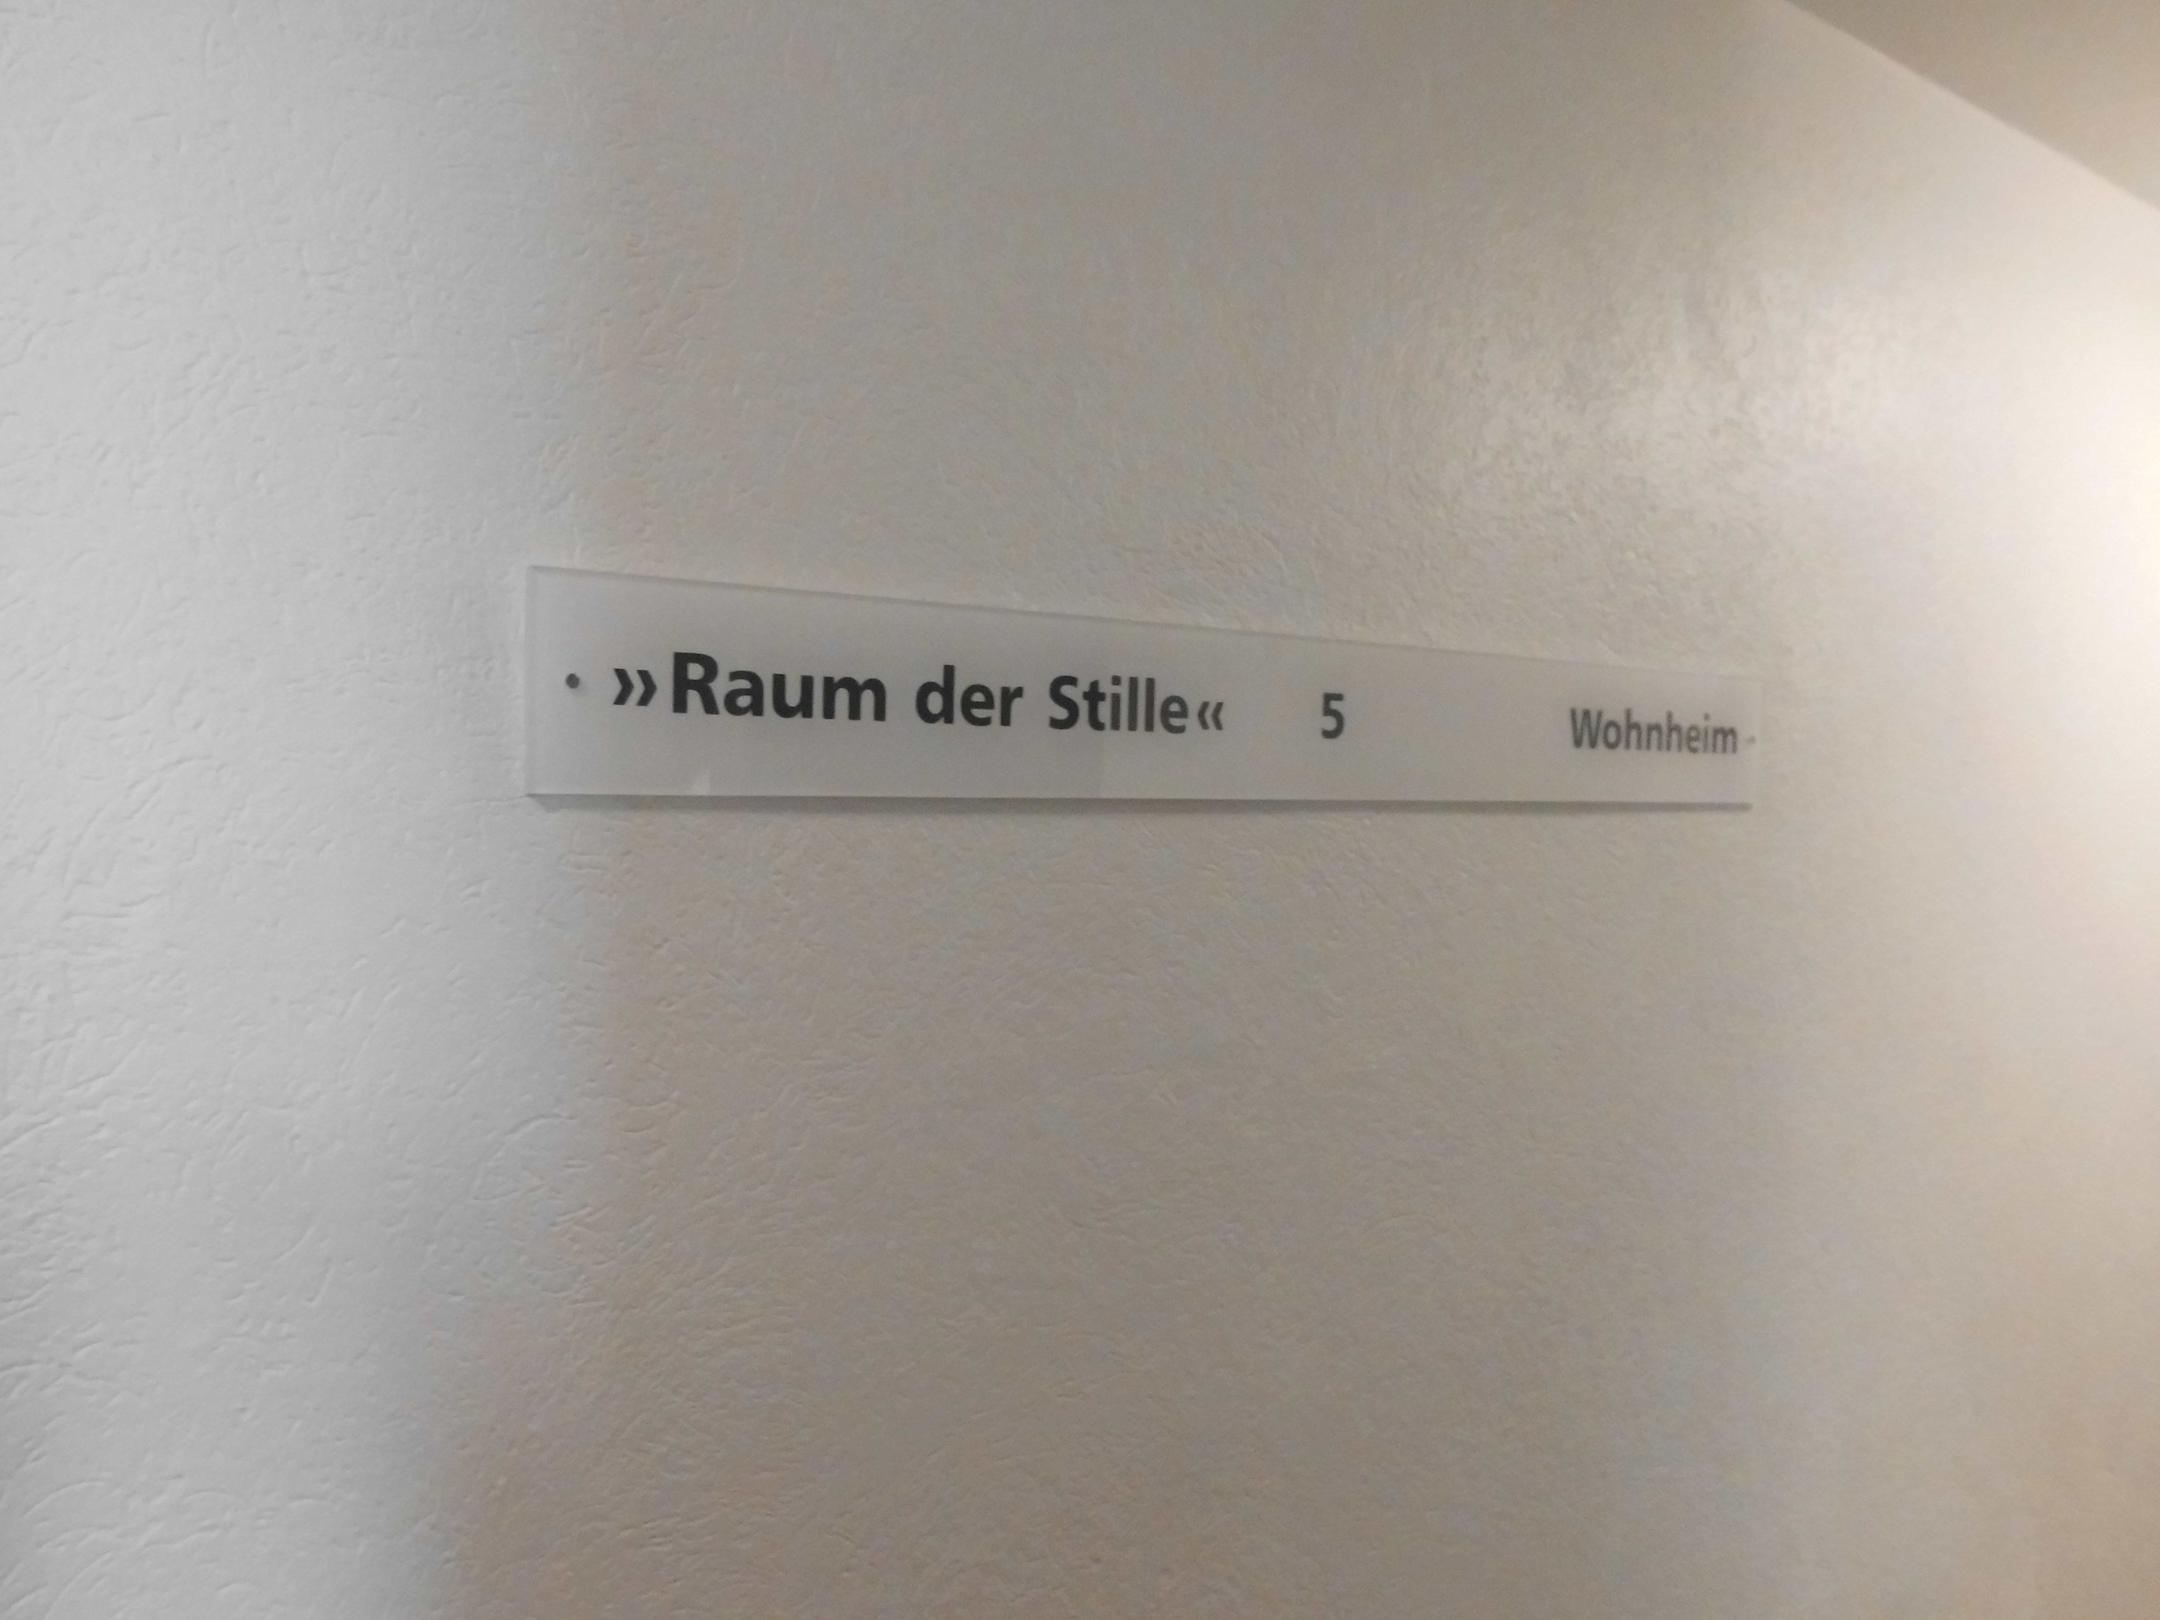 »Raum der Stille« 5 Wohnheim